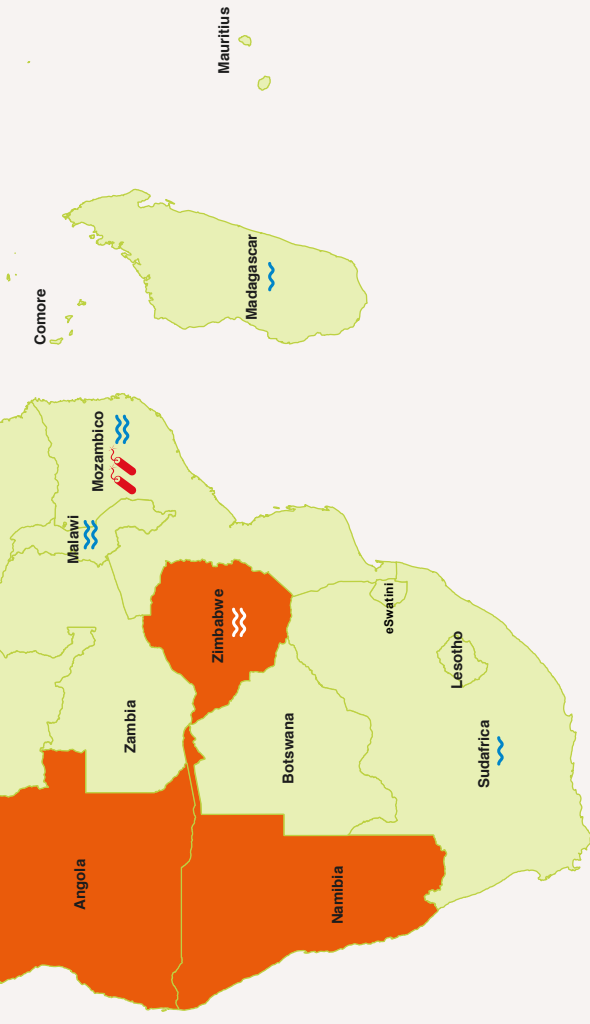 Comore
Mauritius
Malawi
Mozambico
Madagascar
Angola
Zambia
Zimbabwe
Namibia
Botswana
eSwatini
Lesotho
Sudafrica